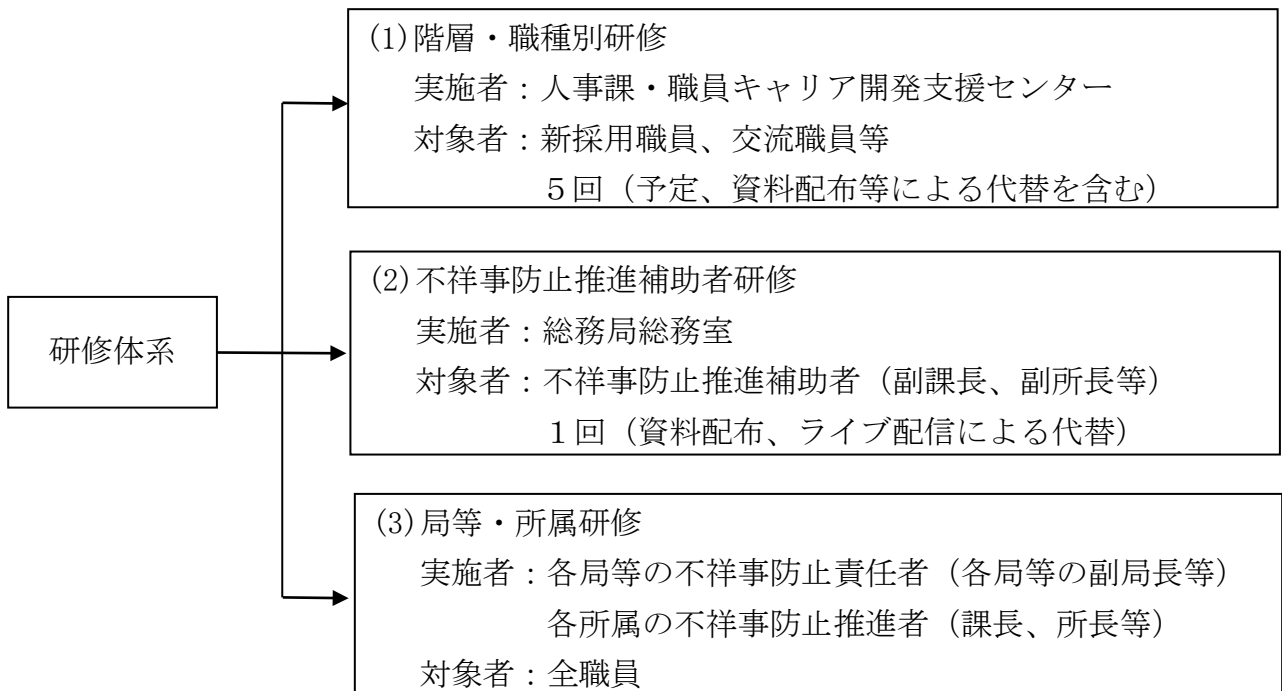 研修体系
(1)階層・職種別研修
実施者：人事課・職員キャリア開発支援センター
対象者：新採用職員、交流職員等
５回（予定、資料配布等による代替を含む）
(2)不祥事防止推進補助者研修
実施者：総務局総務室
対象者：不祥事防止推進補助者（副課長、副所長等）
１回（資料配布、ライブ配信による代替）
(3)局等・所属研修
実施者：各局等の不祥事防止責任者（各局等の副局長等）
各所属の不祥事防止推進者（課長、所長等）
対象者：全職員